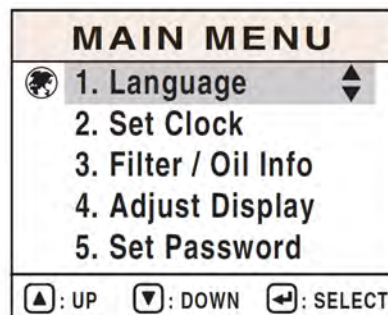 MAIN MENU
1. Language
2. Set Clock
3. Filter / Oil Info
4. Adjust Display
5. Set Password
: UP : DOWN : SELECT